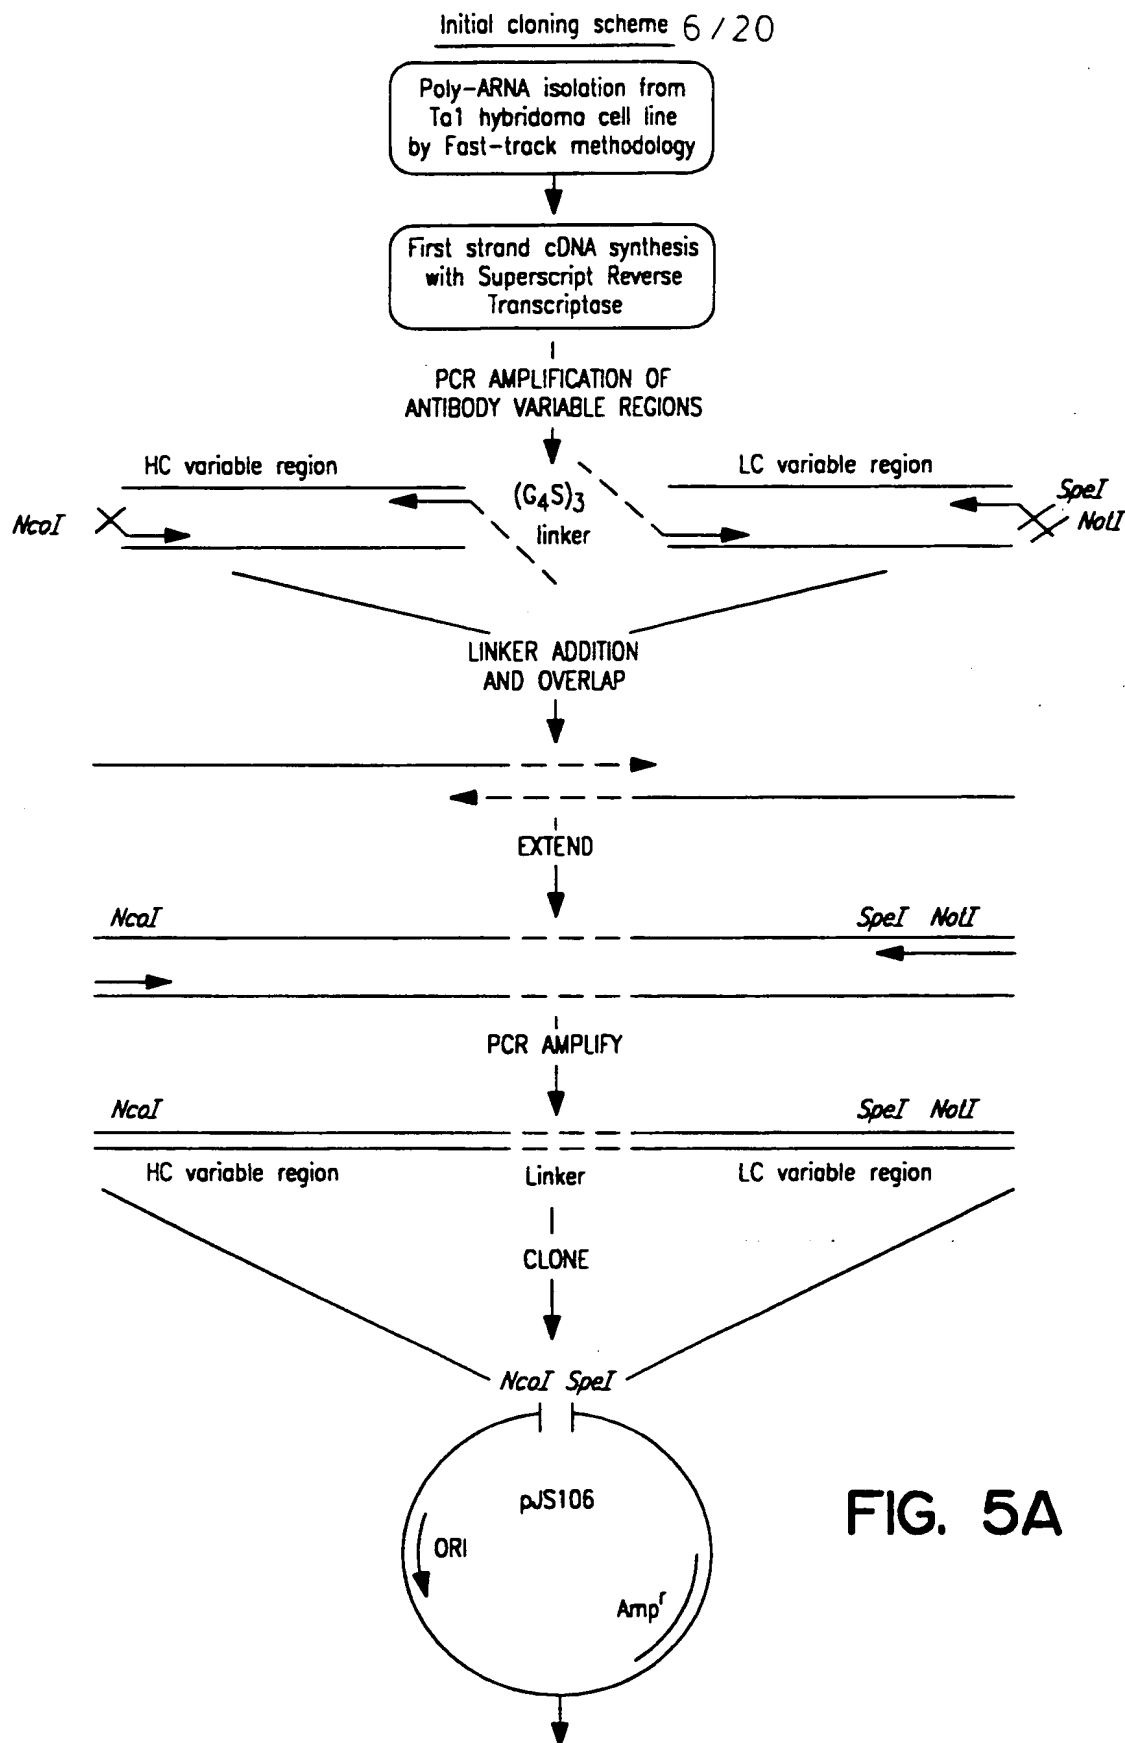 Initial cloning scheme 6/20
Poly-ARNA isolation from
Ta1 hybridoma cell line
by Fast-track methodology
First strand cDNA synthesis
with Superscript Reverse
Transcriptase
PCR AMPLIFICATION OF
ANTIBODY VARIABLE REGIONS
HC variable region
LC variable region
(G4S)3
linker
NcoI
SpeI
NotI
LINKER ADDITION
AND OVERLAP
EXTEND
NcoI
SpeI NotI
PCR AMPLIFY
NcoI
SpeI NotI
HC variable region
Linker
LC variable region
CLONE
NcoI SpeI
pJS106
ORI
Ampr
FIG. 5A